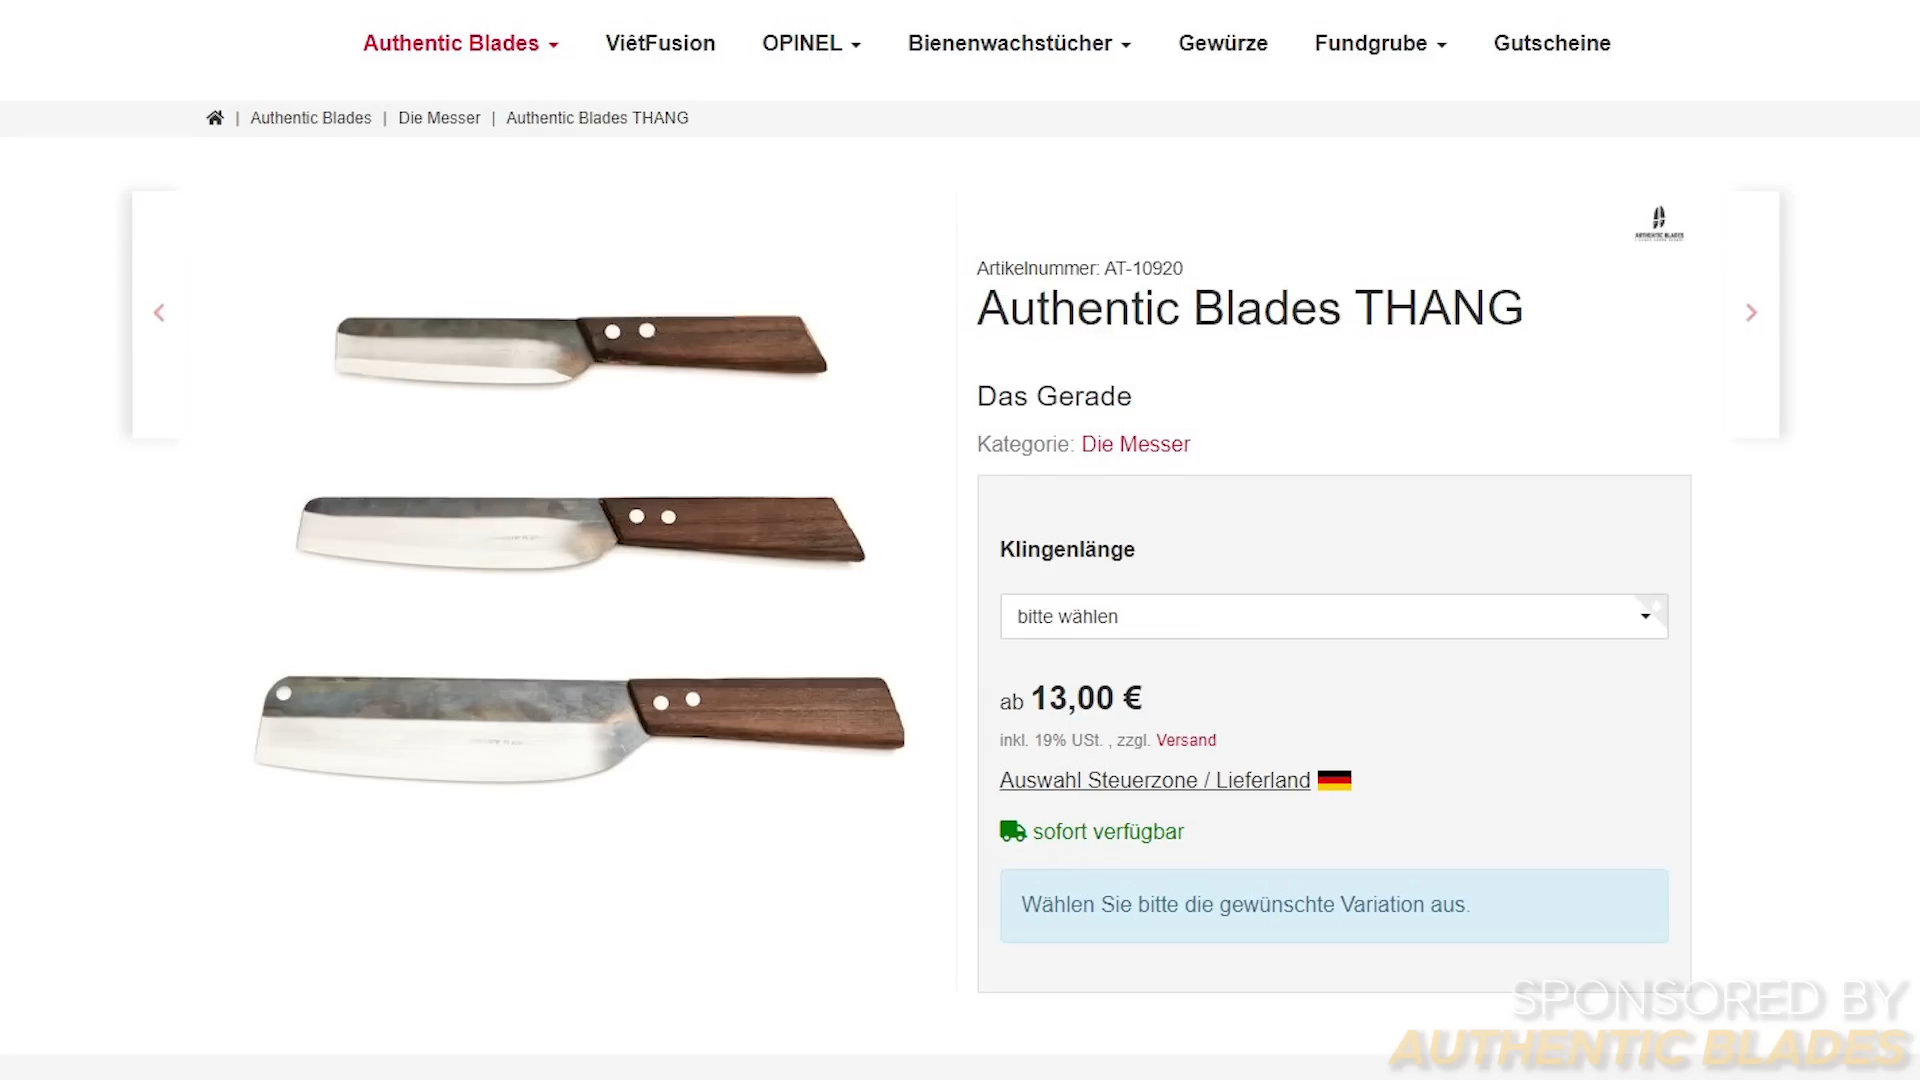 Authentic Blades ViêtFusion OPINEL Bienenwachstücher Gewürze Fundgrube Gutscheine
| Authentic Blades | Die Messer | Authentic Blades THANG
AUTHENTIC BLADES
Artikelnummer: AT-10920
Authentic Blades THANG
Das Gerade
Kategorie: Die Messer
Klingenlänge
bitte wählen
ab 13,00 €
inkl. 19% USt. , zzgl. Versand
Auswahl Steuerzone / Lieferland
sofort verfügbar
Wählen Sie bitte die gewünschte Variation aus.
SPONSORED BY
AUTHENTIC BLADES